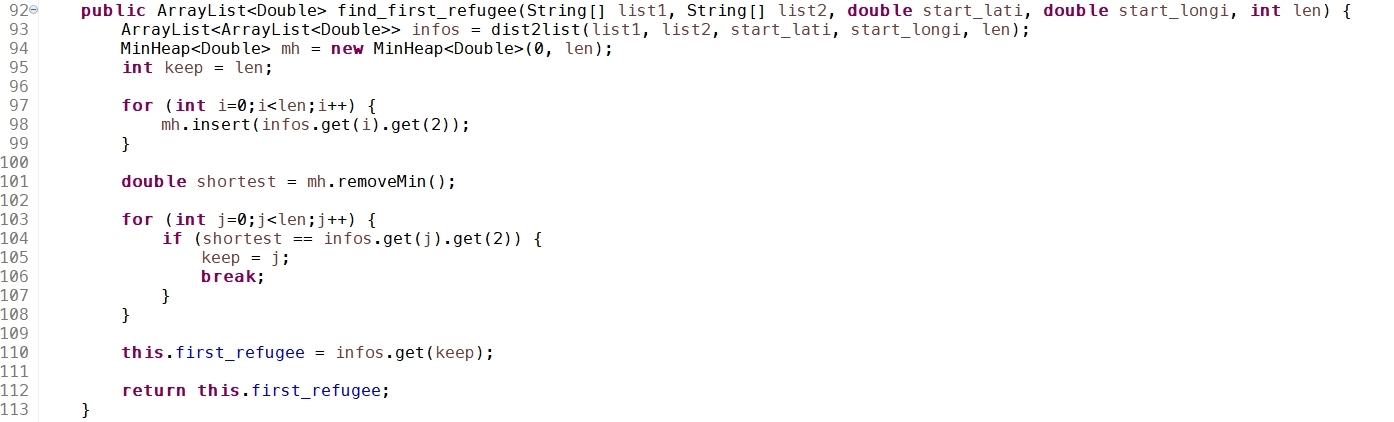 92 public ArrayList<Double> find_first_refugee(String[] list1, String[] list2, double start_lati, double start_longi, int len) {
93 ArrayList<ArrayList<Double>> infos = dist2list(list1, list2, start_lati, start_longi, len);
94 MinHeap<Double> mh = new MinHeap<Double>(0, len);
95 int keep = len;
96
97 for (int i=0;i<len;i++) {
98 mh.insert(infos.get(i).get(2));
99 }
100
101 double shortest = mh.removeMin();
102
103 for (int j=0;j<len;j++) {
104 if (shortest == infos.get(j).get(2)) {
105 keep = j;
106 break;
107 }
108 }
109
110 this.first_refugee = infos.get(keep);
111
112 return this.first_refugee;
113 }